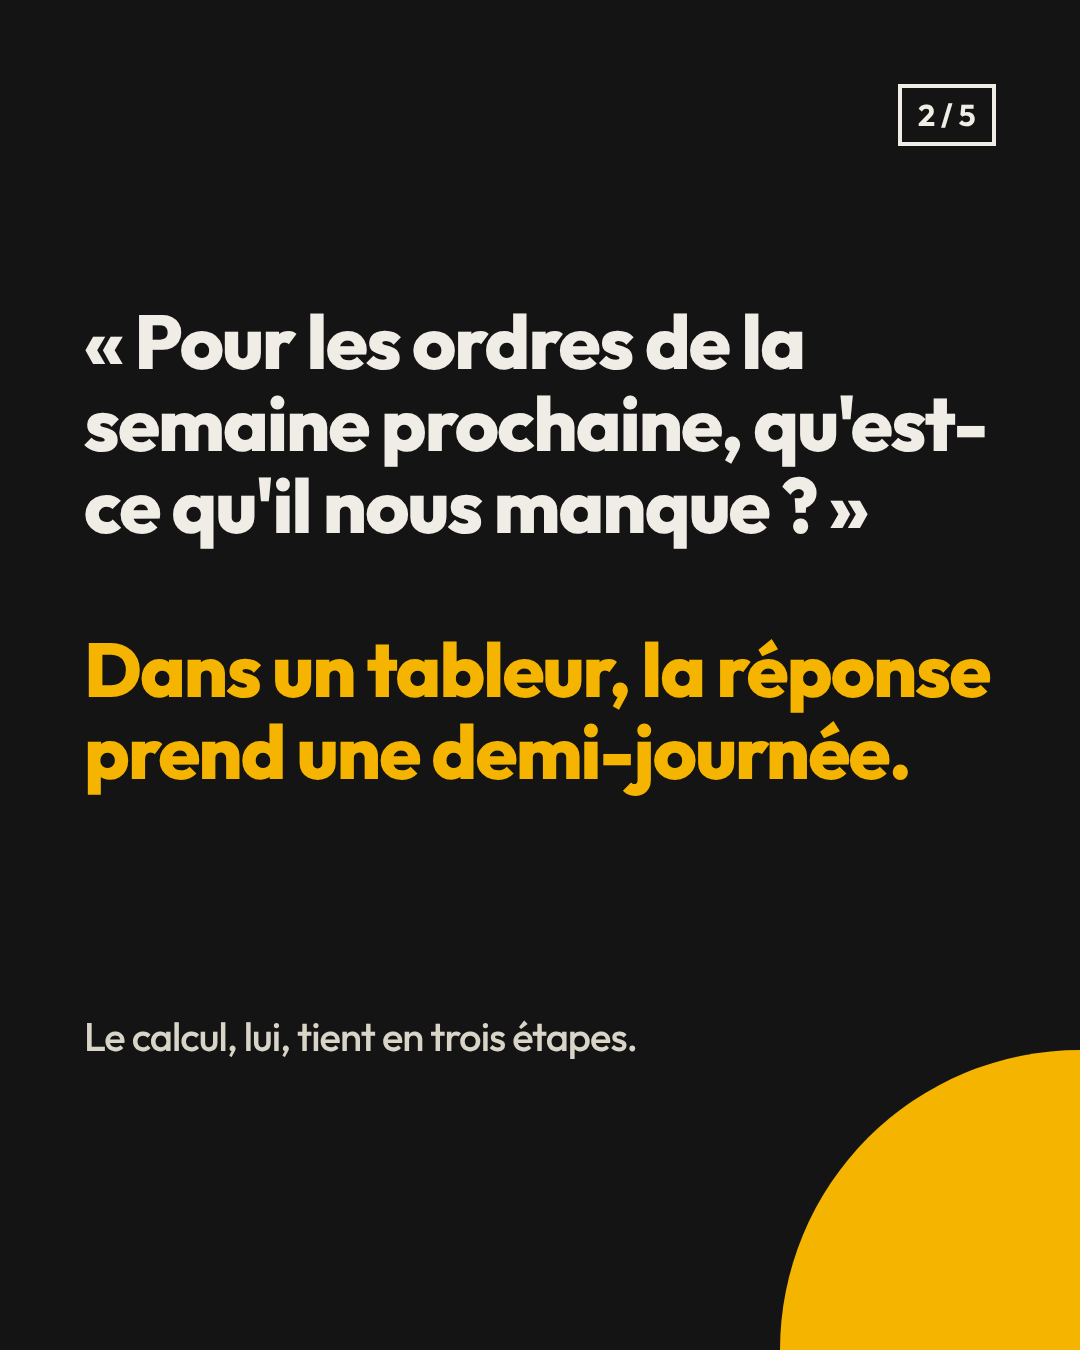 2 / 5
« Pour les ordres de la
semaine prochaine, qu'est-
ce qu'il nous manque ? »
Dans un tableur, la réponse
prend une demi-journée.
Le calcul, lui, tient en trois étapes.